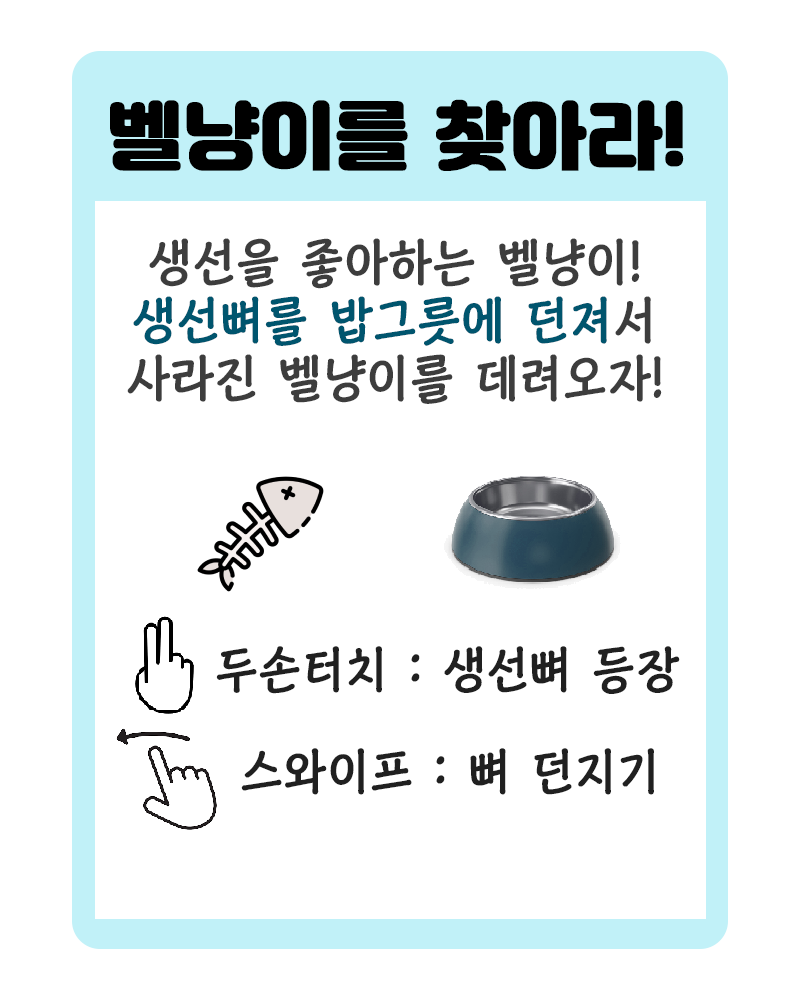 벨냥이를 찾아라!
생선을 좋아하는 벨냥이!
생선뼈를 밥그릇에 던져서
사라진 벨냥이를 데려오자!
두손터치 : 생선뼈 등장
스와이프 : 뼈 던지기